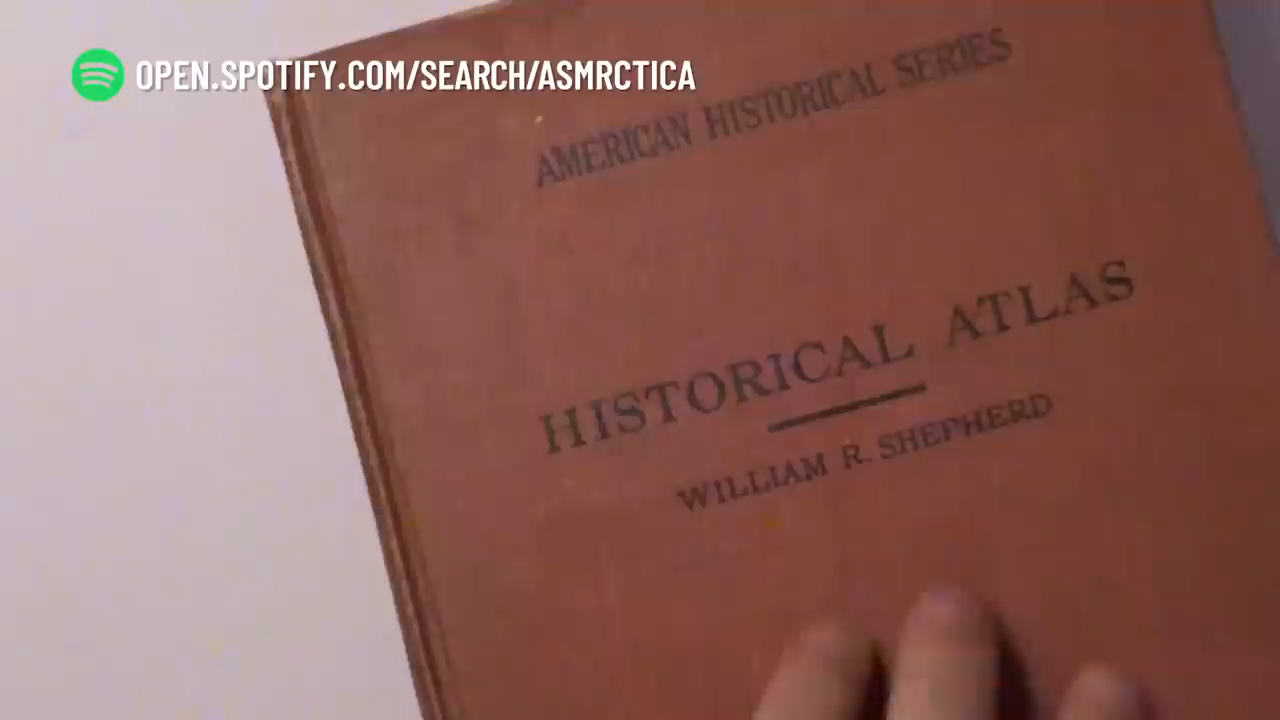 OPEN.SPOTIFY.COM/SEARCH/ASMRCTICA
AMERICAN HISTORICAL SERIES
HISTORICAL ATLAS
WILLIAM R. SHEPHERD